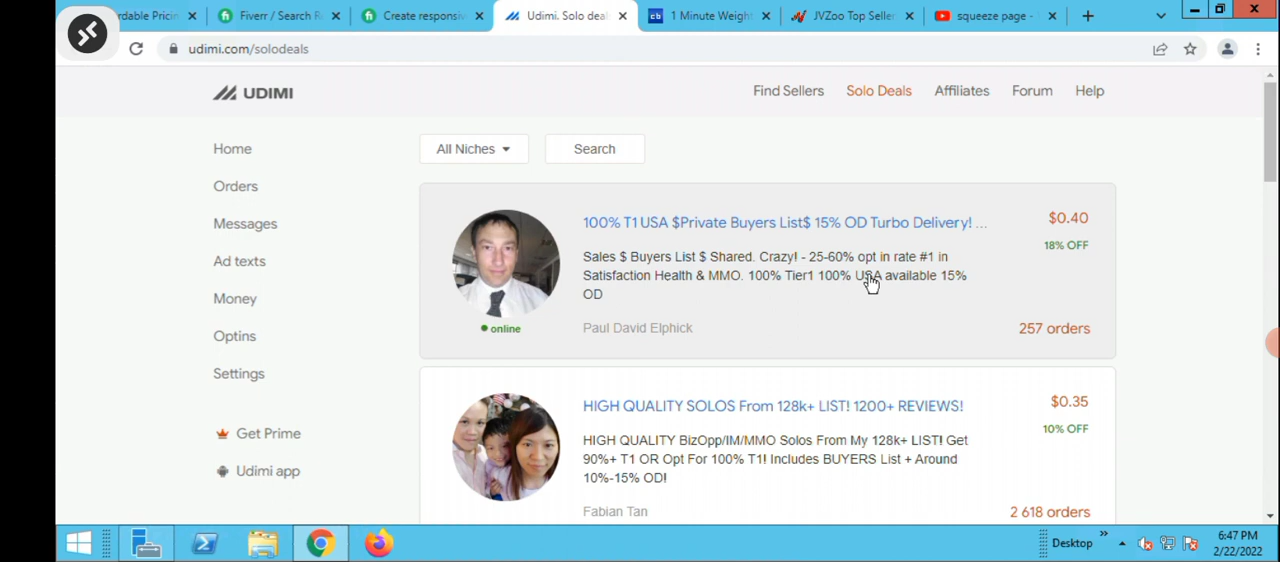 rdable Pricin
Fiverr / Search R
Create responsiv
Udimi. Solo deal
cb
1 Minute Weigh
JVZoo Top Selle
squeeze page -
udimi.com/solodeals
UDIMI
Find Sellers
Solo Deals
Affiliates
Forum
Help
Home
Orders
Messages
Ad texts
Money
Optins
Settings
Get Prime
Udimi app
All Niches
Search
100% T1 USA $Private Buyers List$ 15% OD Turbo Delivery! ...
$0.40
18% OFF
Sales $ Buyers List $ Shared. Crazy! - 25-60% opt in rate #1 in
Satisfaction Health & MMO. 100% Tier1 100% USA available 15%
OD
online
Paul David Elphick
257 orders
HIGH QUALITY SOLOS From 128k+ LIST! 1200+ REVIEWS!
$0.35
10% OFF
HIGH QUALITY BizOpp/IM/MMO Solos From My 128k+ LIST! Get
90%+ T1 OR Opt For 100% T1! Includes BUYERS List + Around
10%-15% OD!
Fabian Tan
2 618 orders
Desktop
6:47 PM
2/22/2022